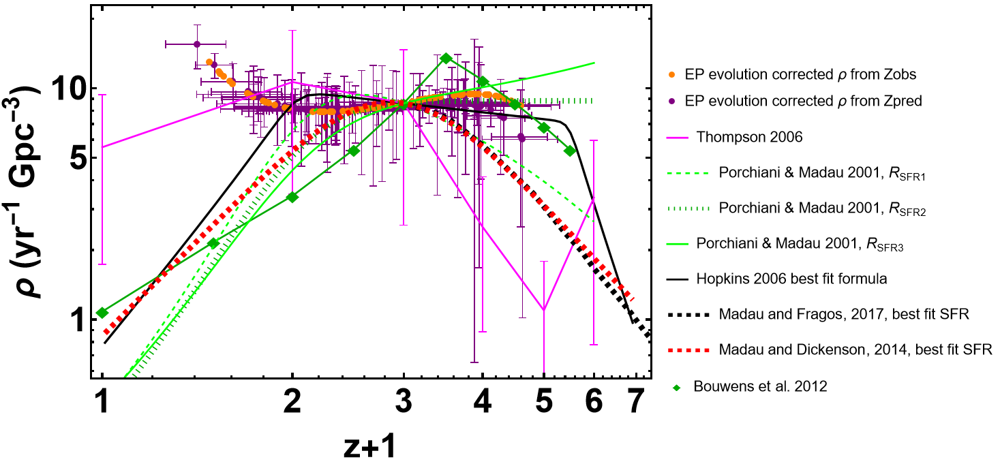 ρ (yr⁻¹ Gpc⁻³)
10
5
1
1 2 3 4 5 6 7
z+1
EP evolution corrected ρ from Zobs
EP evolution corrected ρ from Zpred
Thompson 2006
Porchiani & Madau 2001, R_SFR1
Porchiani & Madau 2001, R_SFR2
Porchiani & Madau 2001, R_SFR3
Hopkins 2006 best fit formula
Madau and Fragos, 2017, best fit SFR
Madau and Dickenson, 2014, best fit SFR
Bouwens et al. 2012